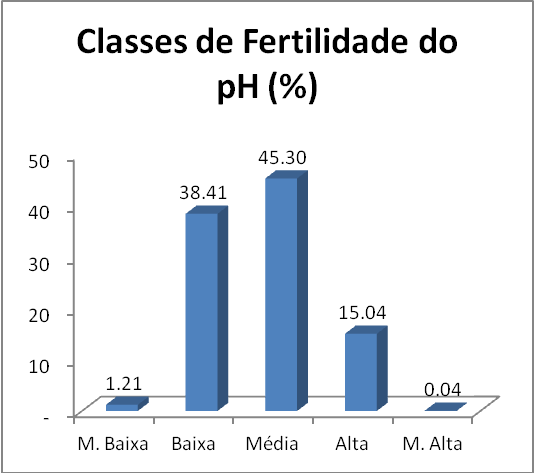 Classes de Fertilidade do
pH (%)
50
40
30
20
10
-
1.21
38.41
45.30
15.04
0.04
M. Baixa
Baixa
Média
Alta
M. Alta